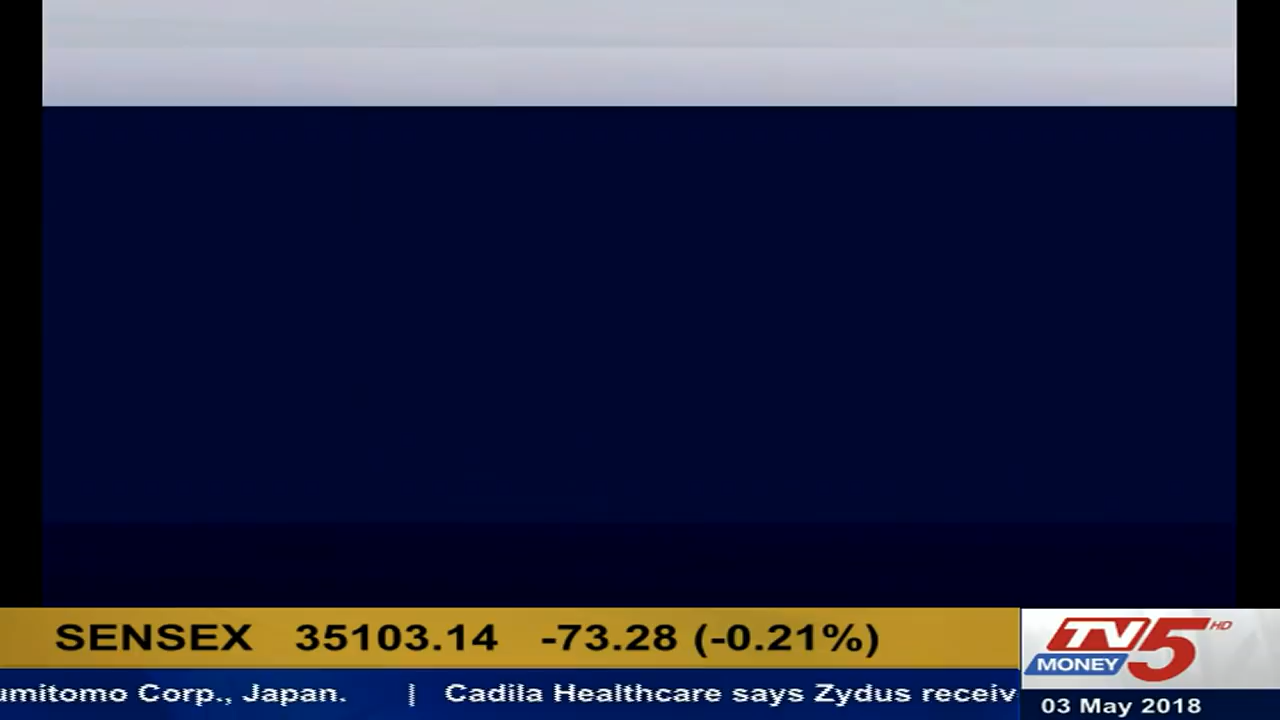 SENSEX 35103.14 -73.28 (-0.21%)
TV5 HD
MONEY
umitomo Corp., Japan. | Cadila Healthcare says Zydus receiv
03 May 2018